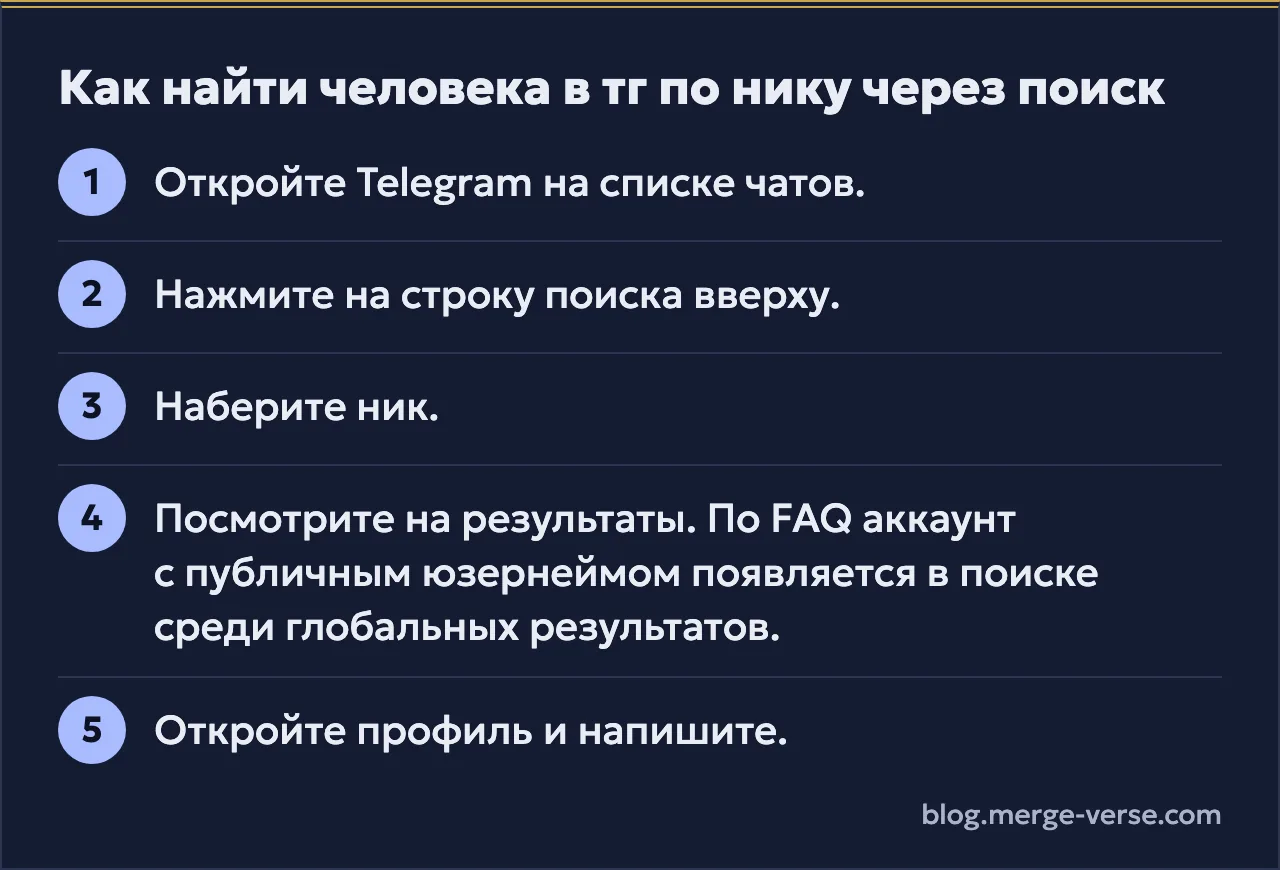 Как найти человека в тг по нику через поиск
1 Откройте Telegram на списке чатов.
2 Нажмите на строку поиска вверху.
3 Наберите ник.
4 Посмотрите на результаты. По FAQ аккаунт
с публичным юзернеймом появляется в поиске
среди глобальных результатов.
5 Откройте профиль и напишите.
blog.merge-verse.com